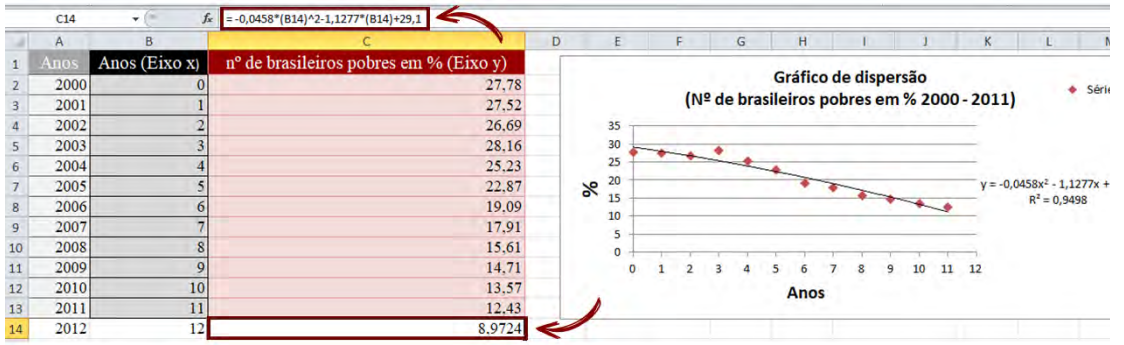 C14 fx =-0,0458*(B14)^2-1,1277*(B14)+29,1
A B C D E F G H I J K L
1 Anos Anos (Eixo x) nº de brasileiros pobres em % (Eixo y)
2 2000 0 27,78
3 2001 1 27,52
4 2002 2 26,69
5 2003 3 28,16
6 2004 4 25,23
7 2005 5 22,87
8 2006 6 19,09
9 2007 7 17,91
10 2008 8 15,61
11 2009 9 14,71
12 2010 10 13,57
13 2011 11 12,43
14 2012 12 8,9724
Gráfico de dispersão
(Nº de brasileiros pobres em % 2000 - 2011)
Série
35
30
25
20
15
10
5
0
%
0 1 2 3 4 5 6 7 8 9 10 11 12
Anos
y = -0,0458x² - 1,1277x +
R² = 0,9498